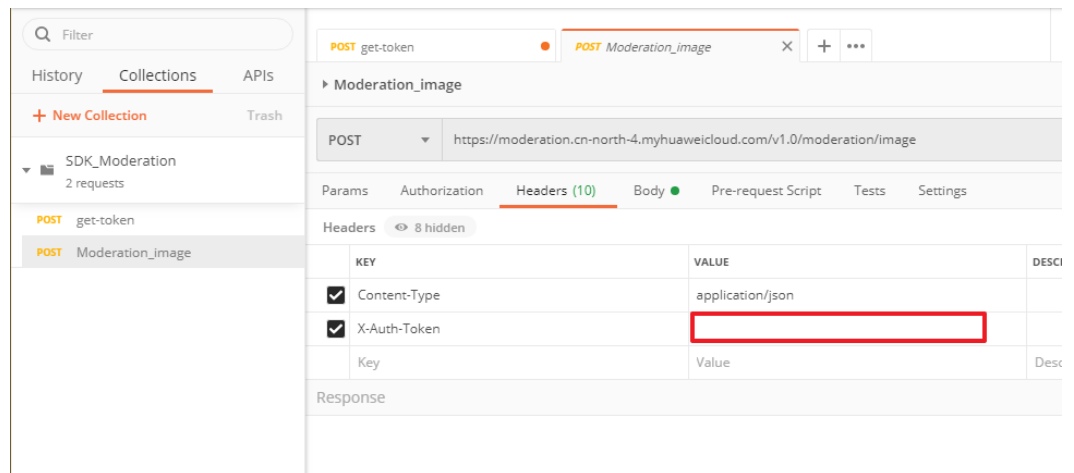 Filter
History Collections APIs
+ New Collection Trash
SDK_Moderation
2 requests
POST get-token
POST Moderation_image
POST get-token POST Moderation_image
Moderation_image
POST https://moderation.cn-north-4.myhuaweicloud.com/v1.0/moderation/image
Params Authorization Headers (10) Body Pre-request Script Tests Settings
Headers 8 hidden
KEY VALUE DESCI
Content-Type application/json
X-Auth-Token
Key Value Desc
Response